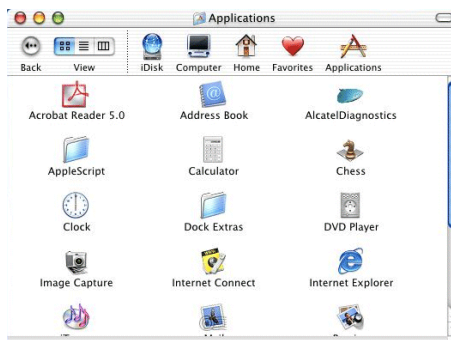 Applications
Back View iDisk Computer Home Favorites Applications
Acrobat Reader 5.0 Address Book AlcatelDiagnostics
AppleScript Calculator Chess
Clock Dock Extras DVD Player
Image Capture Internet Connect Internet Explorer